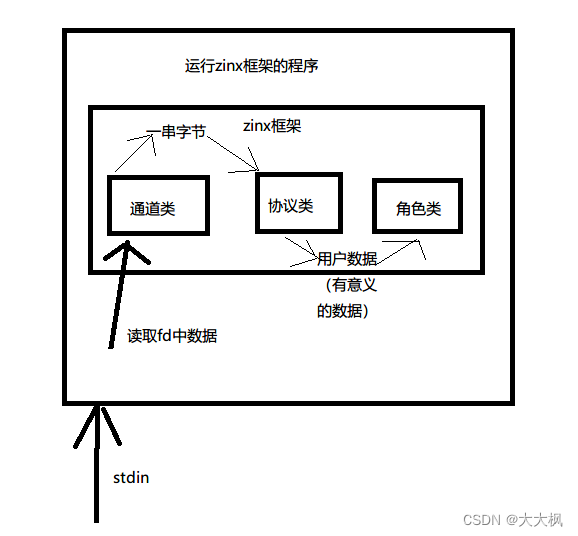 运行zinx框架的程序
一串字节
zinx框架
通道类
协议类
角色类
用户数据
（有意义
的数据）
读取fd中数据
stdin
CSDN @大大枫